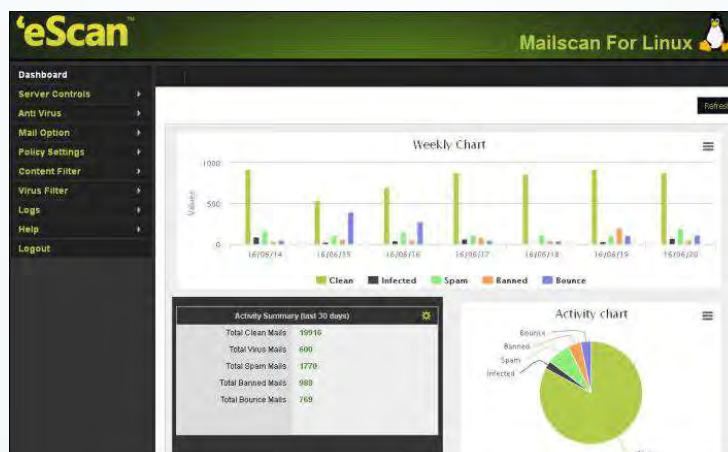 'eScan™
Mailscan For Linux
Dashboard
Server Controls
Anti Virus
Mail Option
Policy Settings
Content Filter
Virus Filter
Logs
Help
Logout
Refresh
Weekly Chart
Values
1000
500
0
16/06/14 16/06/15 16/06/16 16/06/17 16/06/18 16/06/19 16/06/20
Clean Infected Spam Banned Bounce
Activity Summary (last 30 days)
Total Clean Mails 19916
Total Virus Mails 600
Total Spam Mails 1770
Total Banned Mails 980
Total Bounce Mails 769
Activity chart
Bounce
Banned
Spam
Infected